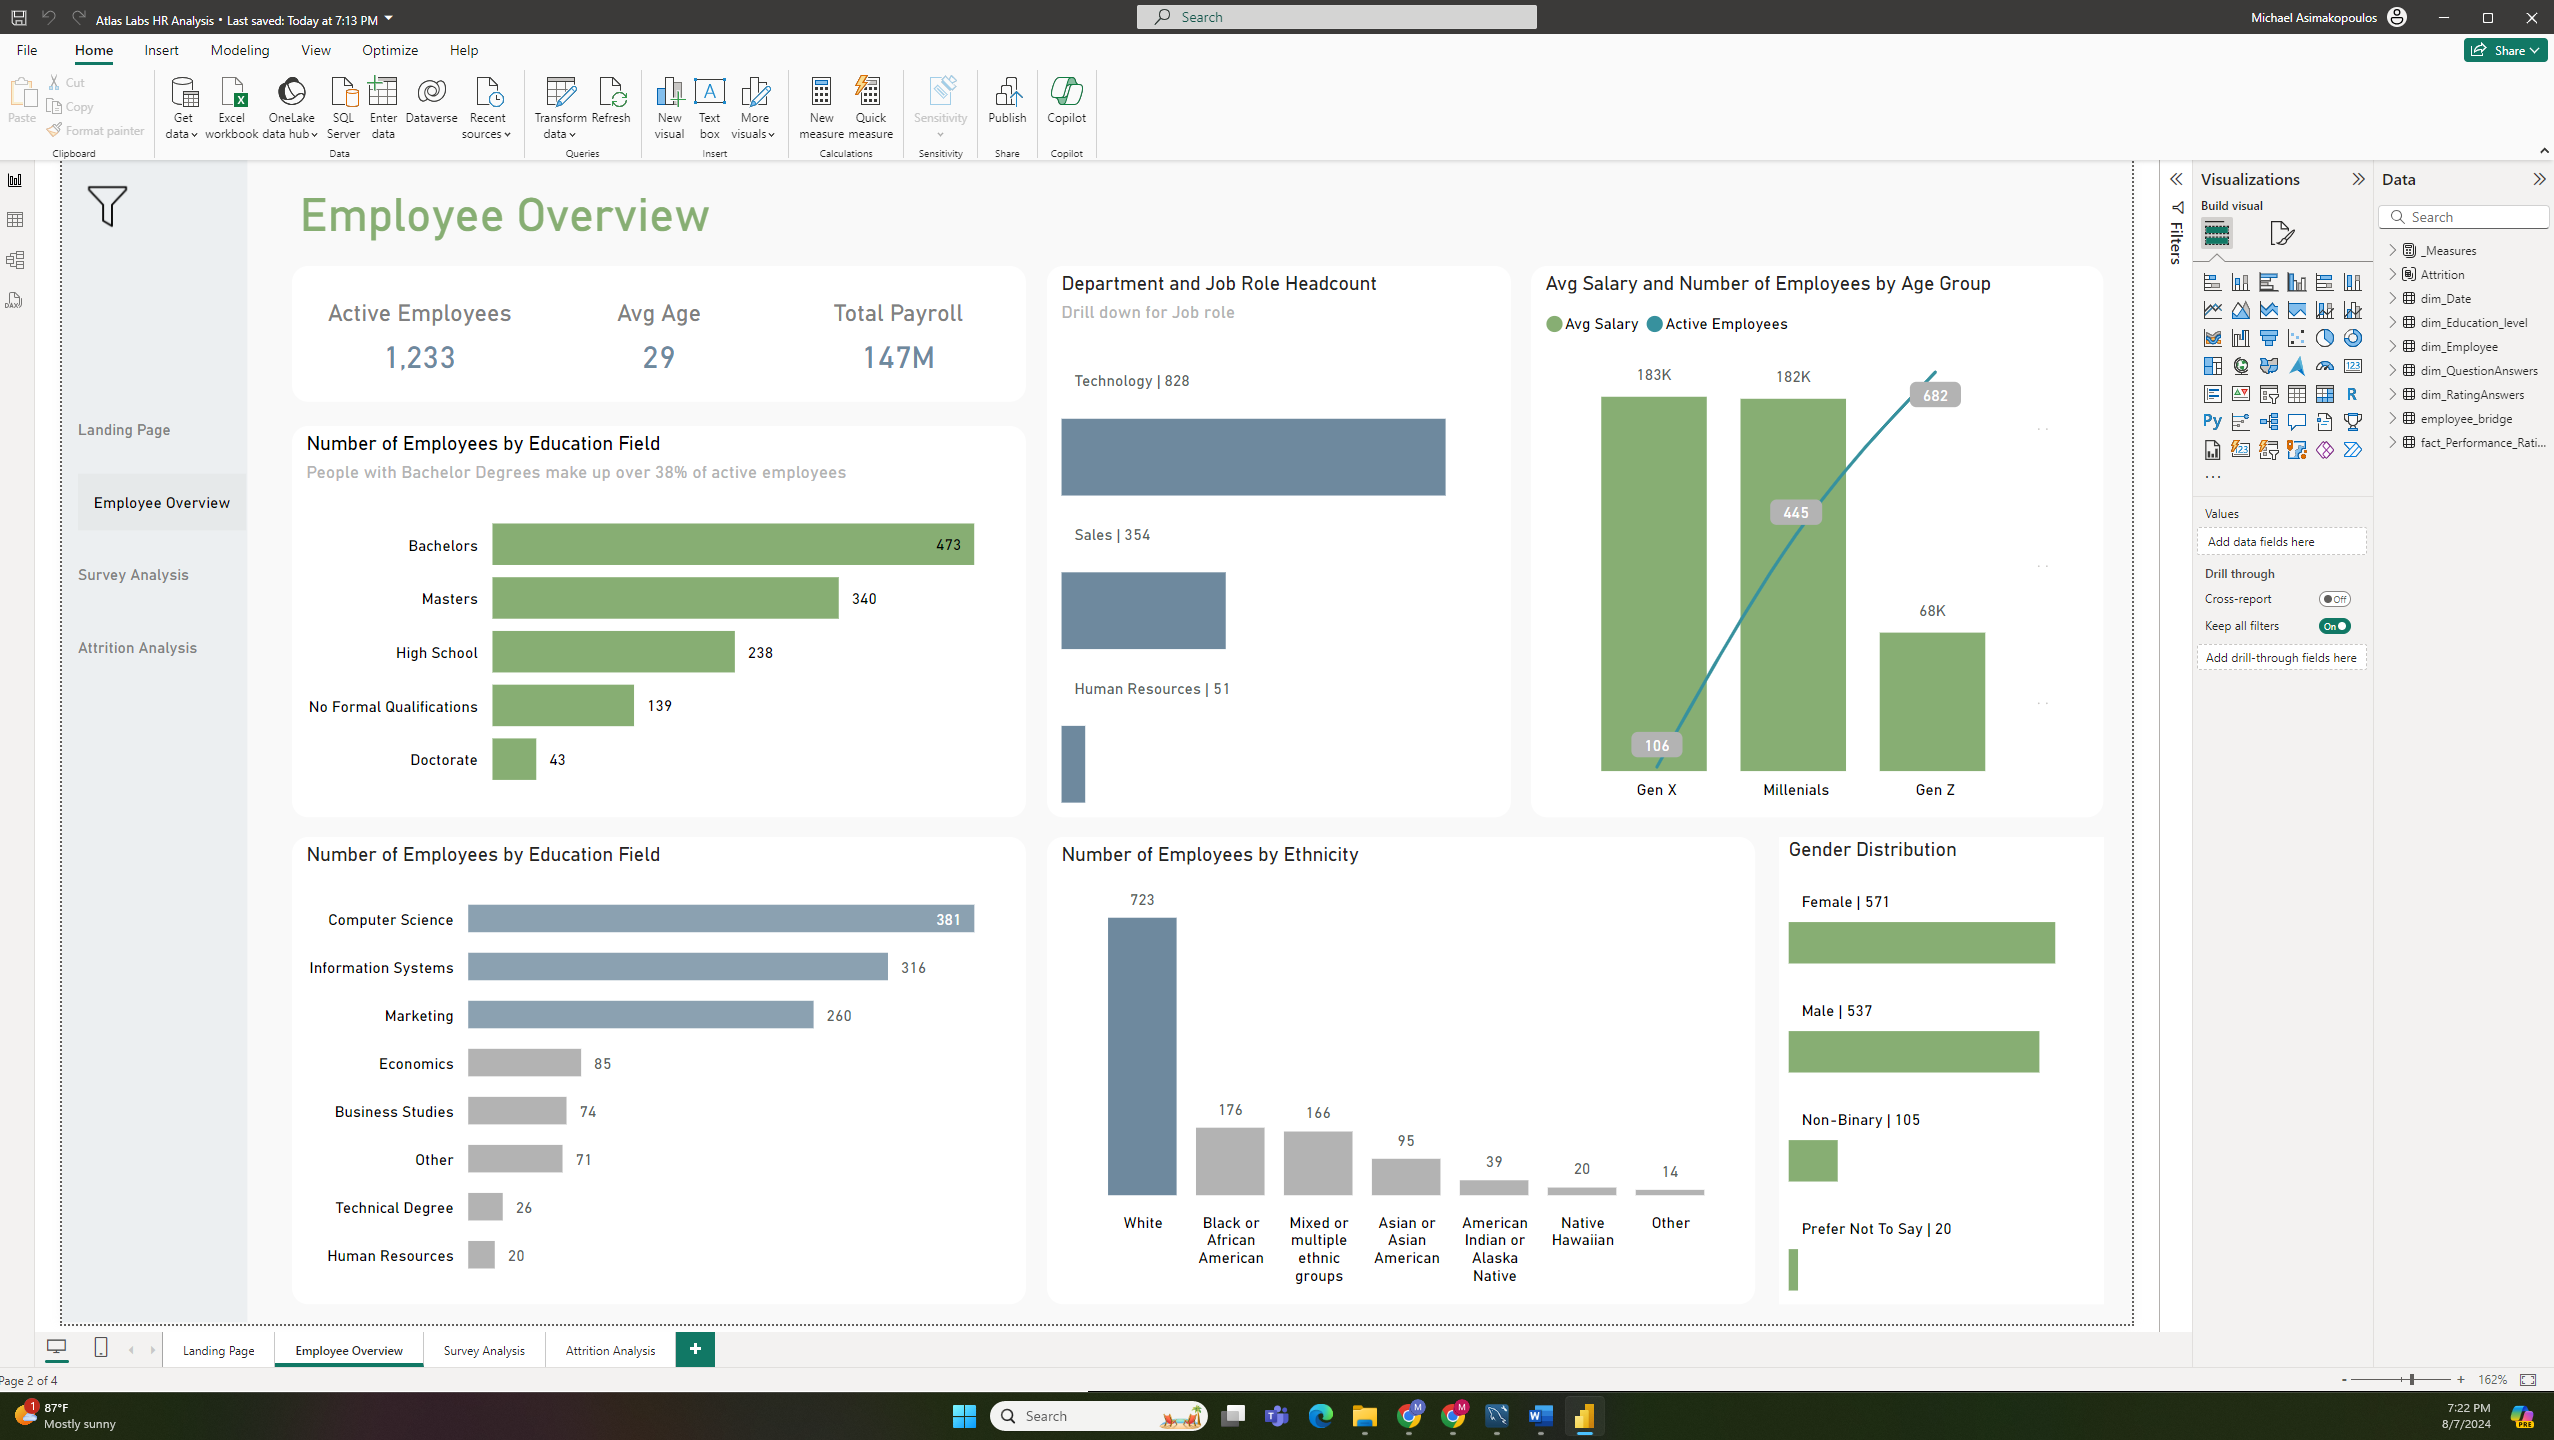 Atlas Labs HR Analysis • Last saved: Today at 7:13 PM
Search
Michael Asimakopoulos
File
Home
Insert
Modeling
View
Optimize
Help
Share
Paste
Cut
Copy
Format painter
Clipboard
Get data
Excel workbook
OneLake data hub
SQL Server
Enter data
Dataverse
Recent sources
Data
Transform data
Refresh
Queries
New visual
Text box
More visuals
Insert
New measure
Quick measure
Calculations
Sensitivity
Sensitivity
Publish
Share
Copilot
Copilot
Landing Page
Employee Overview
Survey Analysis
Attrition Analysis
Employee Overview
Active Employees
1,233
Avg Age
29
Total Payroll
147M
Number of Employees by Education Field
People with Bachelor Degrees make up over 38% of active employees
Bachelors 473
Masters 340
High School 238
No Formal Qualifications 139
Doctorate 43
Department and Job Role Headcount
Drill down for Job role
Technology | 828
Sales | 354
Human Resources | 51
Avg Salary and Number of Employees by Age Group
Avg Salary Active Employees
183K
182K
682
445
68K
106
Gen X
Millenials
Gen Z
Number of Employees by Education Field
Computer Science 381
Information Systems 316
Marketing 260
Economics 85
Business Studies 74
Other 71
Technical Degree 26
Human Resources 20
Number of Employees by Ethnicity
723
176
166
95
39
20
14
White
Black or African American
Mixed or multiple ethnic groups
Asian or Asian American
American Indian or Alaska Native
Native Hawaiian
Other
Gender Distribution
Female | 571
Male | 537
Non-Binary | 105
Prefer Not To Say | 20
Filters
Visualizations
Build visual
123
R
Py
123
Values
Add data fields here
Drill through
Cross-report
Off
Keep all filters
On
Add drill-through fields here
Data
Search
_Measures
Attrition
dim_Date
dim_Education_level
dim_Employee
dim_QuestionAnswers
dim_RatingAnswers
employee_bridge
fact_Performance_Rati...
Landing Page
Employee Overview
Survey Analysis
Attrition Analysis
+
Page 2 of 4
- + 162%
1
87°F
Mostly sunny
Search
7:22 PM
8/7/2024
PRE